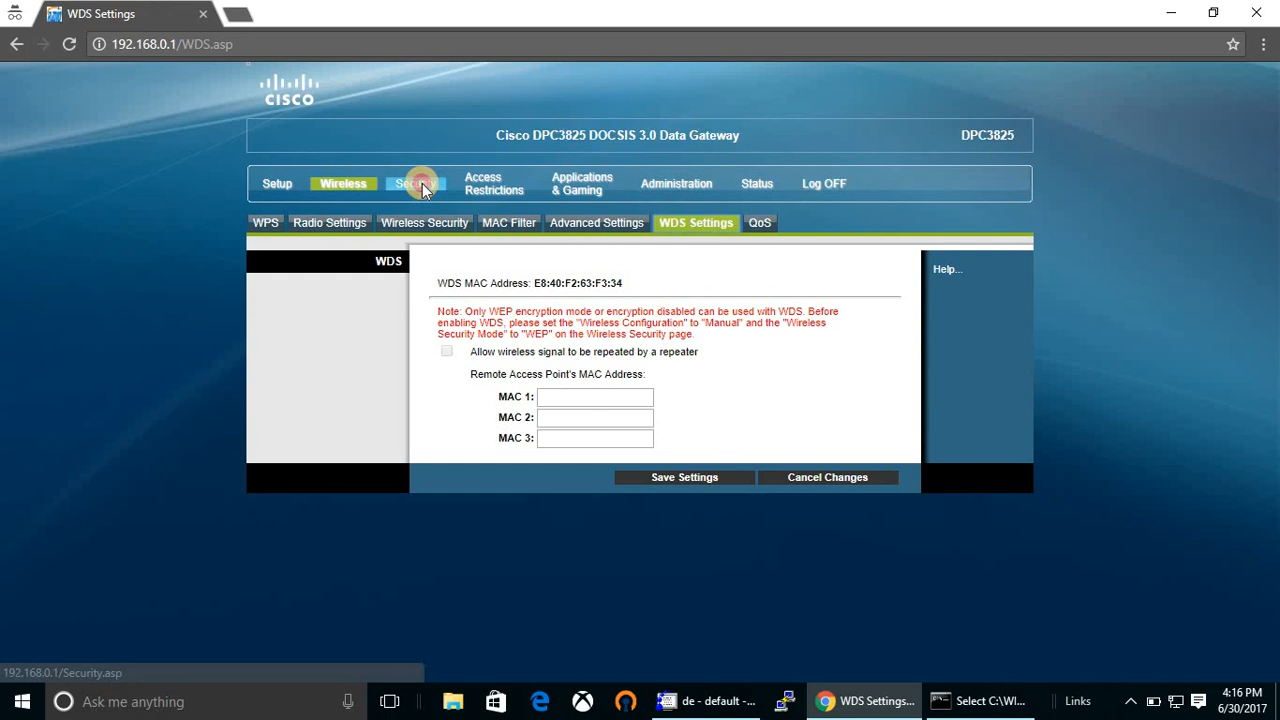 WDS Settings
192.168.0.1/WDS.asp
CISCO
Cisco DPC3825 DOCSIS 3.0 Data Gateway
DPC3825
Setup
Wireless
Security
Access
Restrictions
Applications
& Gaming
Administration
Status
Log OFF
WPS
Radio Settings
Wireless Security
MAC Filter
Advanced Settings
WDS Settings
QoS
WDS
Help...
WDS MAC Address: E8:40:F2:63:F3:34
Note: Only WEP encryption mode or encryption disabled can be used with WDS. Before
enabling WDS, please set the "Wireless Configuration" to "Manual" and the "Wireless
Security Mode" to "WEP" on the Wireless Security page.
Allow wireless signal to be repeated by a repeater
Remote Access Point's MAC Address:
MAC 1:
MAC 2:
MAC 3:
Save Settings
Cancel Changes
192.168.0.1/Security.asp
Ask me anything
de - default -...
WDS Settings...
Select C:\WI...
Links
4:16 PM
6/30/2017